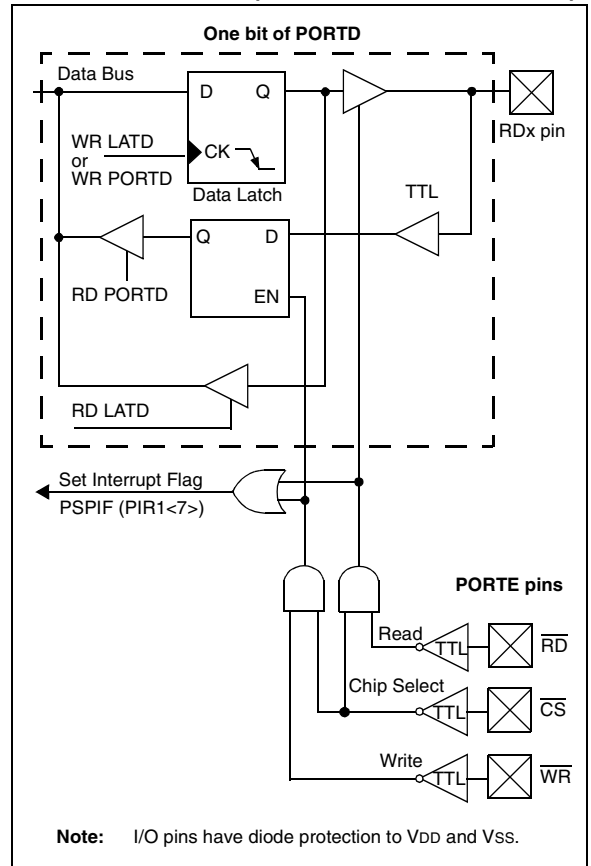 One bit of PORTD
Data Bus
D Q
RDx pin
WR LATD
or
WR PORTD
CK
Data Latch
TTL
Q D
RD PORTD
EN
RD LATD
Set Interrupt Flag
PSPIF (PIR1<7>)
PORTE pins
Read
TTL
RD
Chip Select
TTL
CS
Write
TTL
WR
Note: I/O pins have diode protection to VDD and VSS.